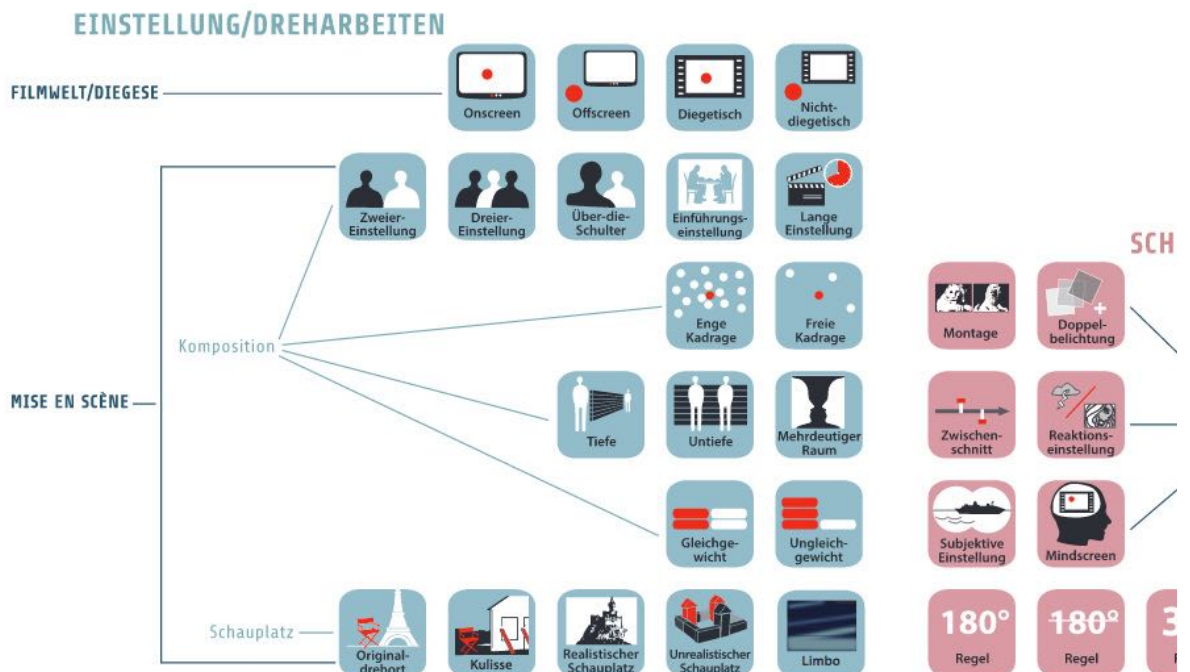 EINSTELLUNG/DREHARBEITEN
FILMWELT/DIEGESE
Onscreen
Offscreen
Diegetisch
Nicht-
diegetisch
Zweier-
Einstellung
Dreier-
Einstellung
Über-die-
Schulter
Einführungs-
einstellung
Lange
Einstellung
SCH
Enge
Kadrage
Freie
Kadrage
Montage
Doppel-
belichtung
Komposition
MISE EN SCÈNE
Tiefe
Untiefe
Mehrdeutiger
Raum
Zwischen-
schnitt
Reaktions-
einstellung
Gleichge-
wicht
Ungleich-
gewicht
Subjektive
Einstellung
Mindscreen
Schauplatz
Original-
drehort
Kulisse
Realistischer
Schauplatz
Unrealistischer
Schauplatz
Limbo
180°
Regel
180°
Regel
3